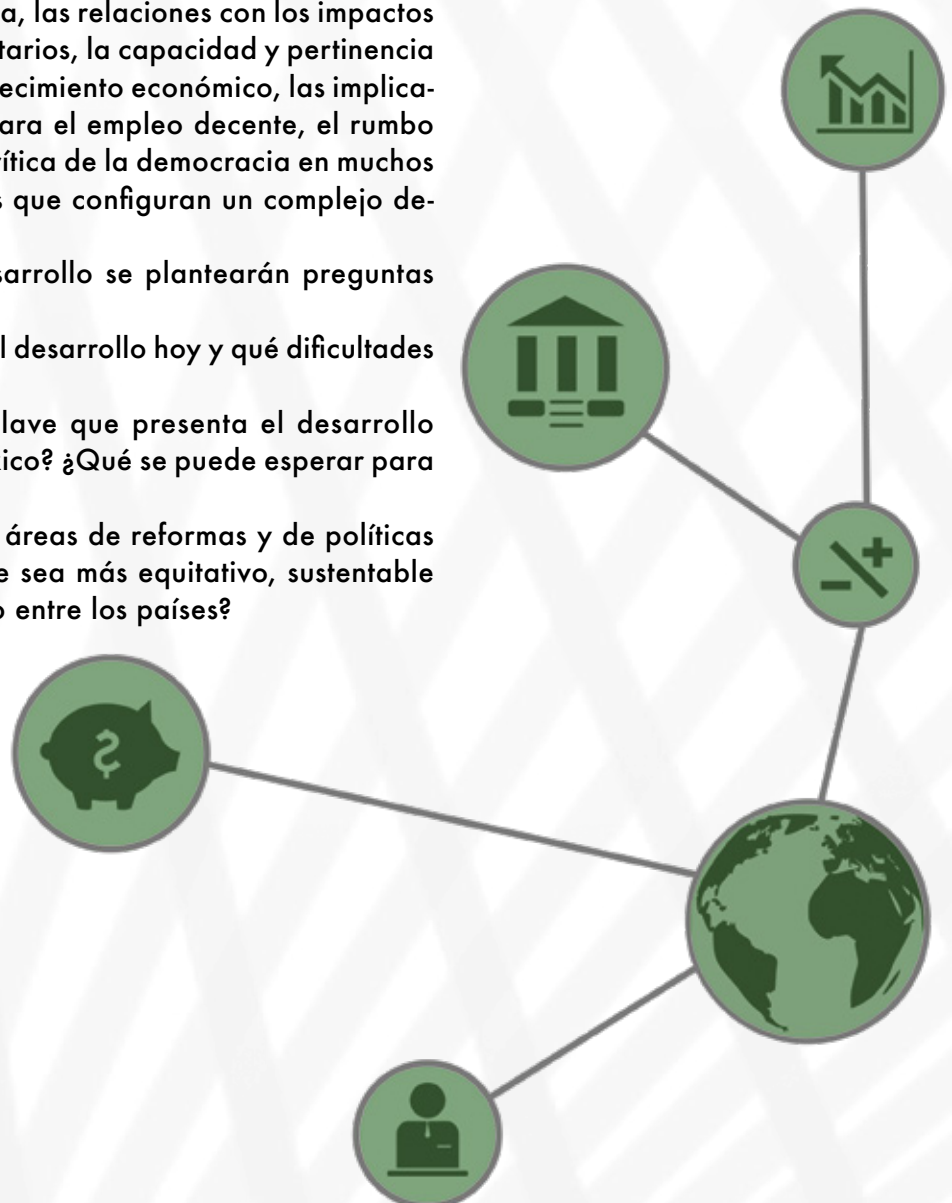 a, las relaciones con los impactos
tarios, la capacidad y pertinencia
ecimiento económico, las implica-
ara el empleo decente, el rumbo
ítica de la democracia en muchos
s que configuran un complejo de-
sarrollo se plantearán preguntas
l desarrollo hoy y qué dificultades
lave que presenta el desarrollo
xico? ¿Qué se puede esperar para
áreas de reformas y de políticas
e sea más equitativo, sustentable
o entre los países?